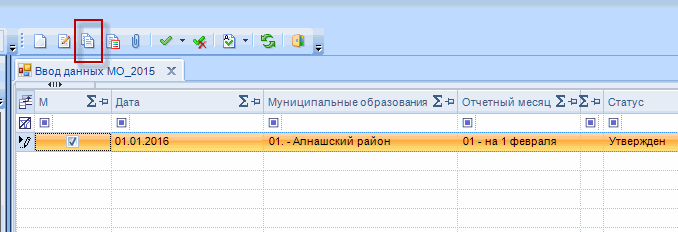 Ввод данных МО_2015
М Дата Муниципальные образования Отчетный месяц Статус
01.01.2016 01. - Алнашский район 01 - на 1 февраля Утвержден